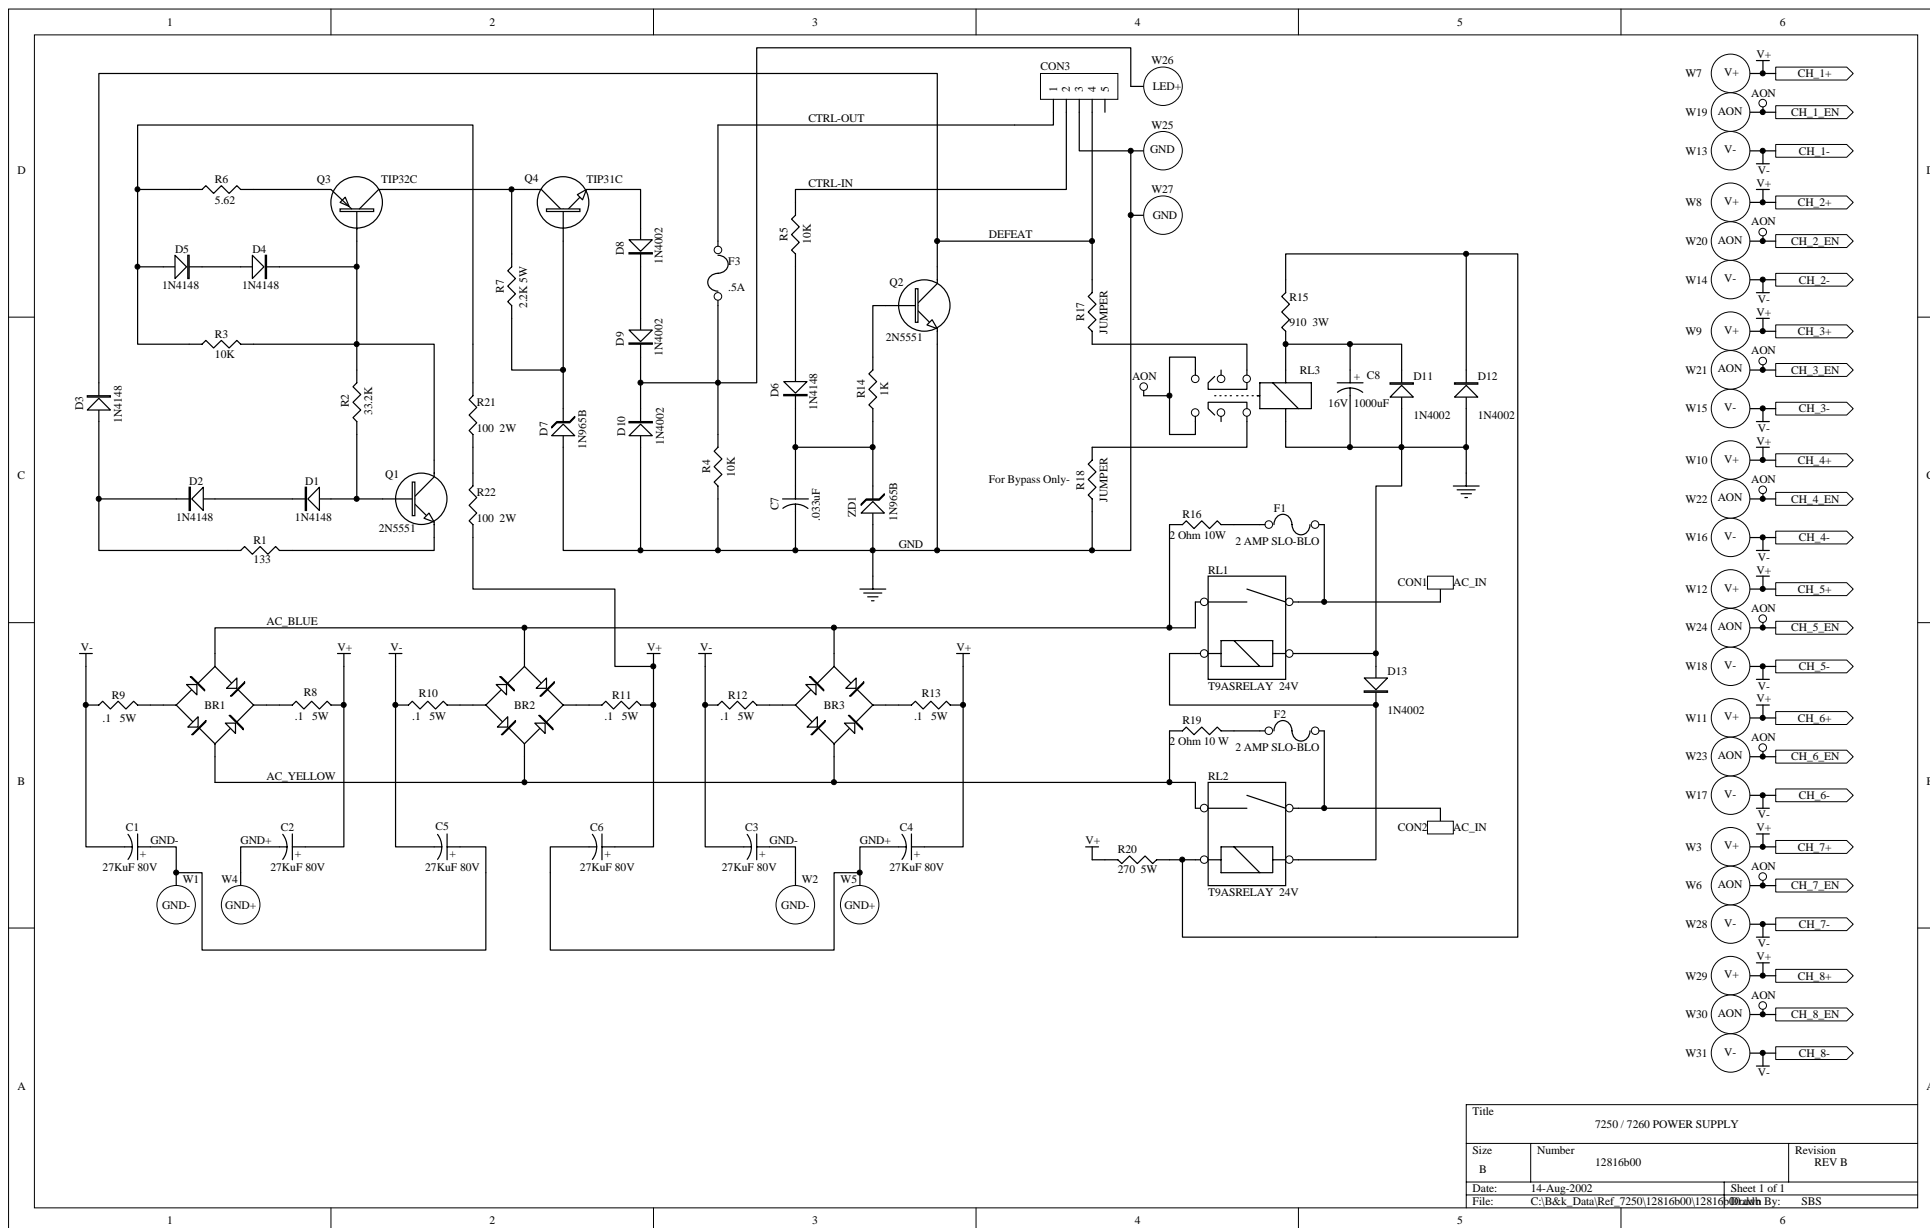 1 2 3 4 5 6
D
C
B
A
CON3
1 2 3 4 5
W26
LED+
W25
GND
W27
GND
CTRL-OUT
CTRL-IN
DEFEAT
R6
5.62
Q3
TIP32C
Q4
TIP31C
D5
1N4148
D4
1N4148
R3
10K
R7
2.2K 5W
D8
1N4002
D9
1N4002
F3
.5A
R5
10K
Q2
2N5551
R17
JUMPER
R15
910 3W
D3
1N4148
R2
33.2K
R21
100 2W
D7
1N965B
D10
1N4002
R4
10K
D6
1N4148
R14
1K
AON
RL3
+
C8
16V 1000uF
D11
1N4002
D12
1N4002
D2
1N4148
D1
1N4148
Q1
2N5551
R22
100 2W
C7
.033uF
ZD1
1N965B
For Bypass Only-
R18
JUMPER
R1
133
GND
R16
2 Ohm 10W
F1
2 AMP SLO-BLO
RL1
CON1
AC_IN
T9ASRELAY 24V
D13
1N4002
AC_BLUE
V- V+ V- V+ V- V+
R9
.1 5W
BR1
R8
.1 5W
R10
.1 5W
BR2
R11
.1 5W
R12
.1 5W
BR3
R13
.1 5W
AC_YELLOW
R19
2 Ohm 10 W
F2
2 AMP SLO-BLO
RL2
CON2
AC_IN
V+
R20
270 5W
T9ASRELAY 24V
C1
GND-
+
27KuF 80V
C2
GND+
+
27KuF 80V
C5
+
27KuF 80V
C6
+
27KuF 80V
C3
GND-
+
27KuF 80V
C4
GND+
+
27KuF 80V
W1
GND-
W4
GND+
W2
GND-
W5
GND+
W7 V+ V+ CH_1+
W19 AON AON CH_1_EN
W13 V- V- CH_1-
W8 V+ V+ CH_2+
W20 AON AON CH_2_EN
W14 V- V- CH_2-
W9 V+ V+ CH_3+
W21 AON AON CH_3_EN
W15 V- V- CH_3-
W10 V+ V+ CH_4+
W22 AON AON CH_4_EN
W16 V- V- CH_4-
W12 V+ V+ CH_5+
W24 AON AON CH_5_EN
W18 V- V- CH_5-
W11 V+ V+ CH_6+
W23 AON AON CH_6_EN
W17 V- V- CH_6-
W3 V+ V+ CH_7+
W6 AON AON CH_7_EN
W28 V- V- CH_7-
W29 V+ V+ CH_8+
W30 AON AON CH_8_EN
W31 V- V- CH_8-
Title
7250 / 7260 POWER SUPPLY
Size
B
Number
12816b00
Revision
REV B
Date: 14-Aug-2002 Sheet 1 of 1
File: By: SBS
1 2 3 4 5 6